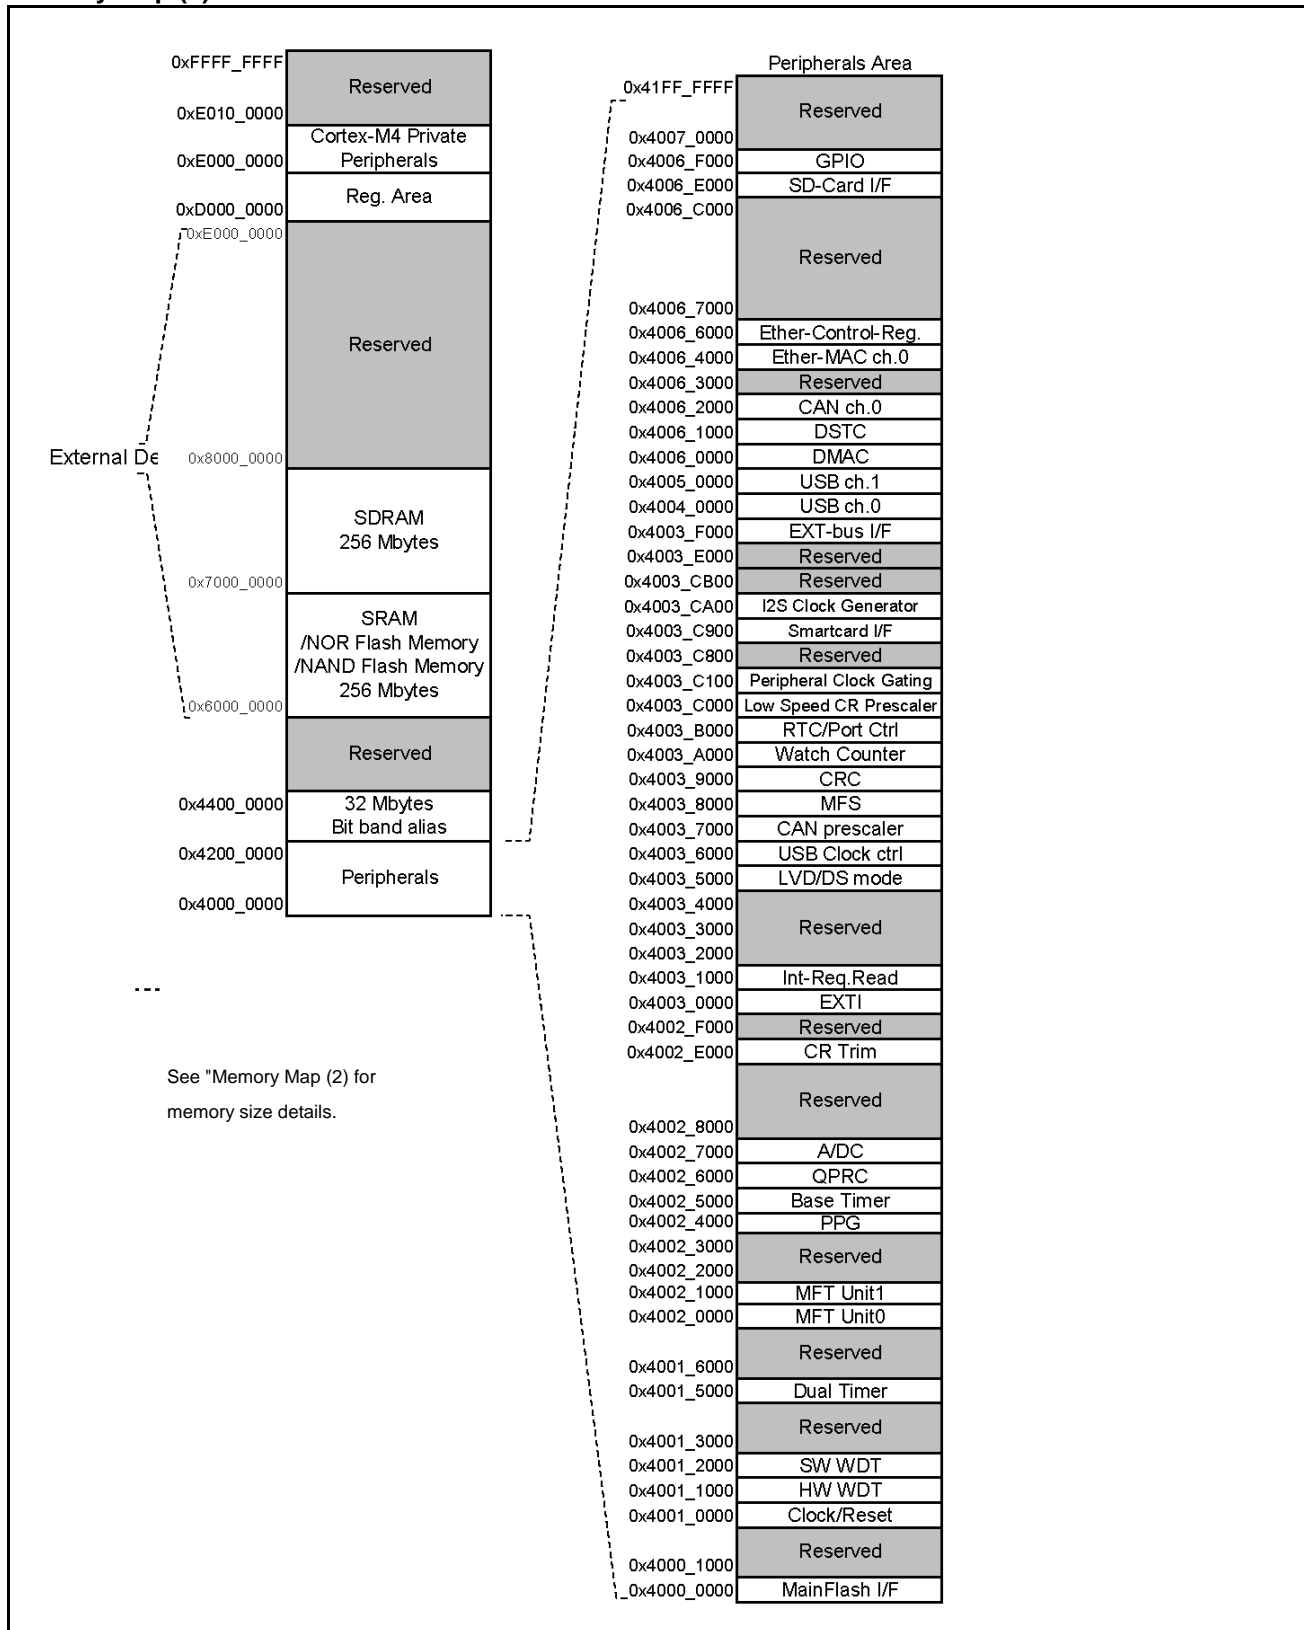 0xFFFF_FFFF
Reserved
0xE010_0000
Cortex-M4 Private
Peripherals
0xE000_0000
Reg. Area
0xD000_0000
0xE000_0000
Reserved
External De
0x8000_0000
SDRAM
256 Mbytes
0x7000_0000
SRAM
/NOR Flash Memory
/NAND Flash Memory
256 Mbytes
0x6000_0000
Reserved
0x4400_0000
32 Mbytes
Bit band alias
0x4200_0000
Peripherals
0x4000_0000
See "Memory Map (2) for
memory size details.
Peripherals Area
0x41FF_FFFF
Reserved
0x4007_0000
0x4006_F000 GPIO
0x4006_E000 SD-Card I/F
0x4006_C000
Reserved
0x4006_7000
0x4006_6000 Ether-Control-Reg.
0x4006_4000 Ether-MAC ch.0
0x4006_3000 Reserved
0x4006_2000 CAN ch.0
0x4006_1000 DSTC
0x4006_0000 DMAC
0x4005_0000 USB ch.1
0x4004_0000 USB ch.0
0x4003_F000 EXT-bus I/F
0x4003_E000 Reserved
0x4003_CB00 Reserved
0x4003_CA00 I2S Clock Generator
0x4003_C900 Smartcard I/F
0x4003_C800 Reserved
0x4003_C100 Peripheral Clock Gating
0x4003_C000 Low Speed CR Prescaler
0x4003_B000 RTC/Port Ctrl
0x4003_A000 Watch Counter
0x4003_9000 CRC
0x4003_8000 MFS
0x4003_7000 CAN prescaler
0x4003_6000 USB Clock ctrl
0x4003_5000 LVD/DS mode
0x4003_4000
0x4003_3000 Reserved
0x4003_2000
0x4003_1000 Int-Req.Read
0x4003_0000 EXTI
0x4002_F000 Reserved
0x4002_E000 CR Trim
Reserved
0x4002_8000
0x4002_7000 A/DC
0x4002_6000 QPRC
0x4002_5000 Base Timer
0x4002_4000 PPG
0x4002_3000
Reserved
0x4002_2000
0x4002_1000 MFT Unit1
0x4002_0000 MFT Unit0
Reserved
0x4001_6000
0x4001_5000 Dual Timer
Reserved
0x4001_3000
0x4001_2000 SW WDT
0x4001_1000 HW WDT
0x4001_0000 Clock/Reset
Reserved
0x4000_1000
0x4000_0000 MainFlash I/F